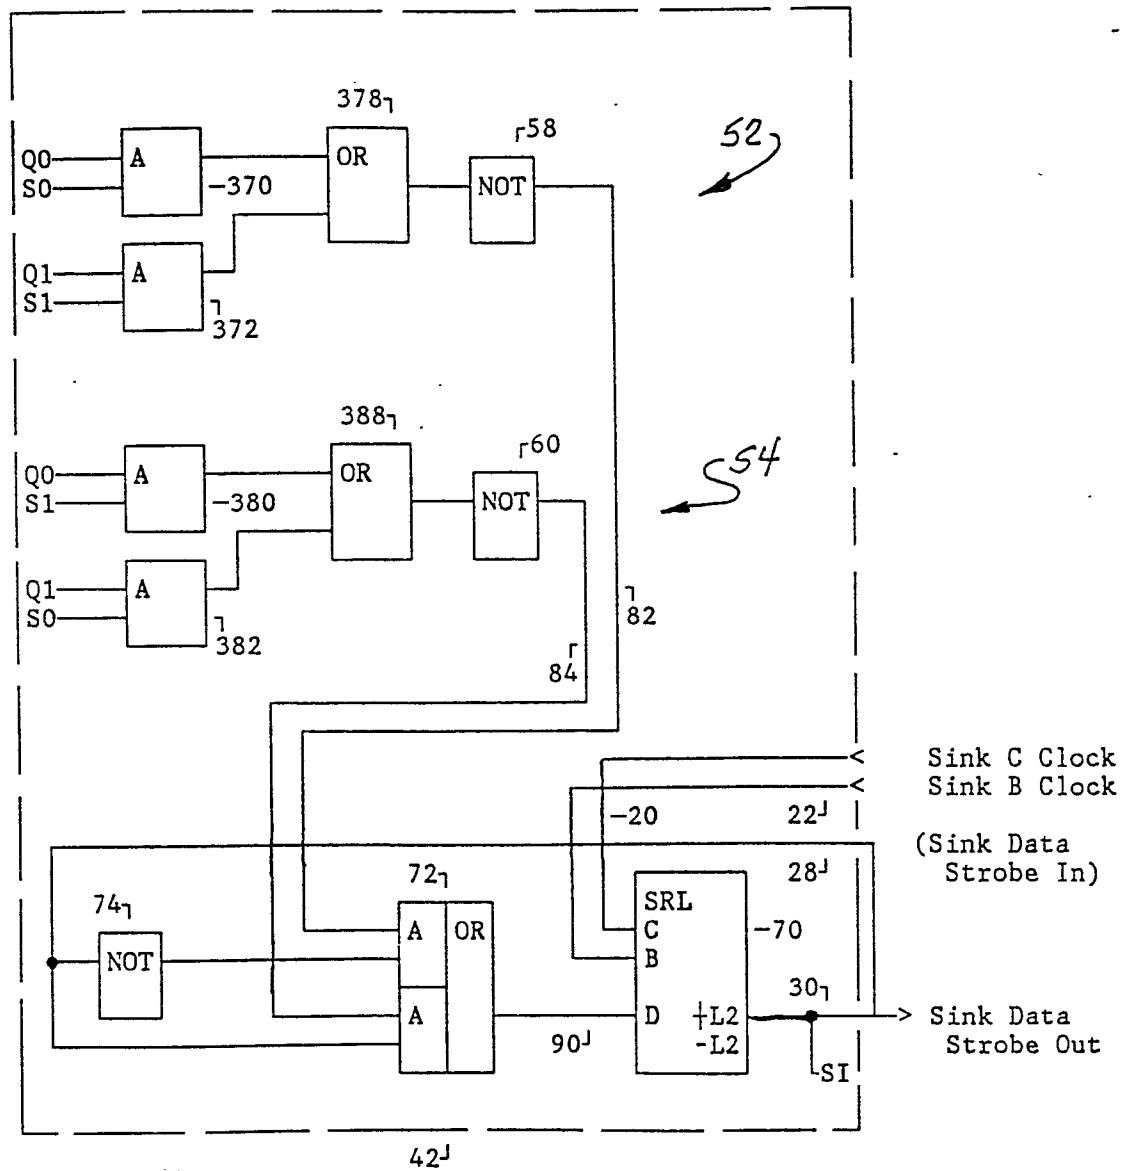 378
58
52
Q0
A
OR
NOT
S0
-370
Q1
A
S1
372
388
60
54
Q0
A
OR
NOT
S1
-380
Q1
A
S0
382
82
84
Sink C Clock
Sink B Clock
-20
22
(Sink Data
Strobe In)
28
72
74
SRL
A
OR
C
-70
NOT
B
30
A
D
+L2
Sink Data
Strobe Out
90
-L2
SI
42